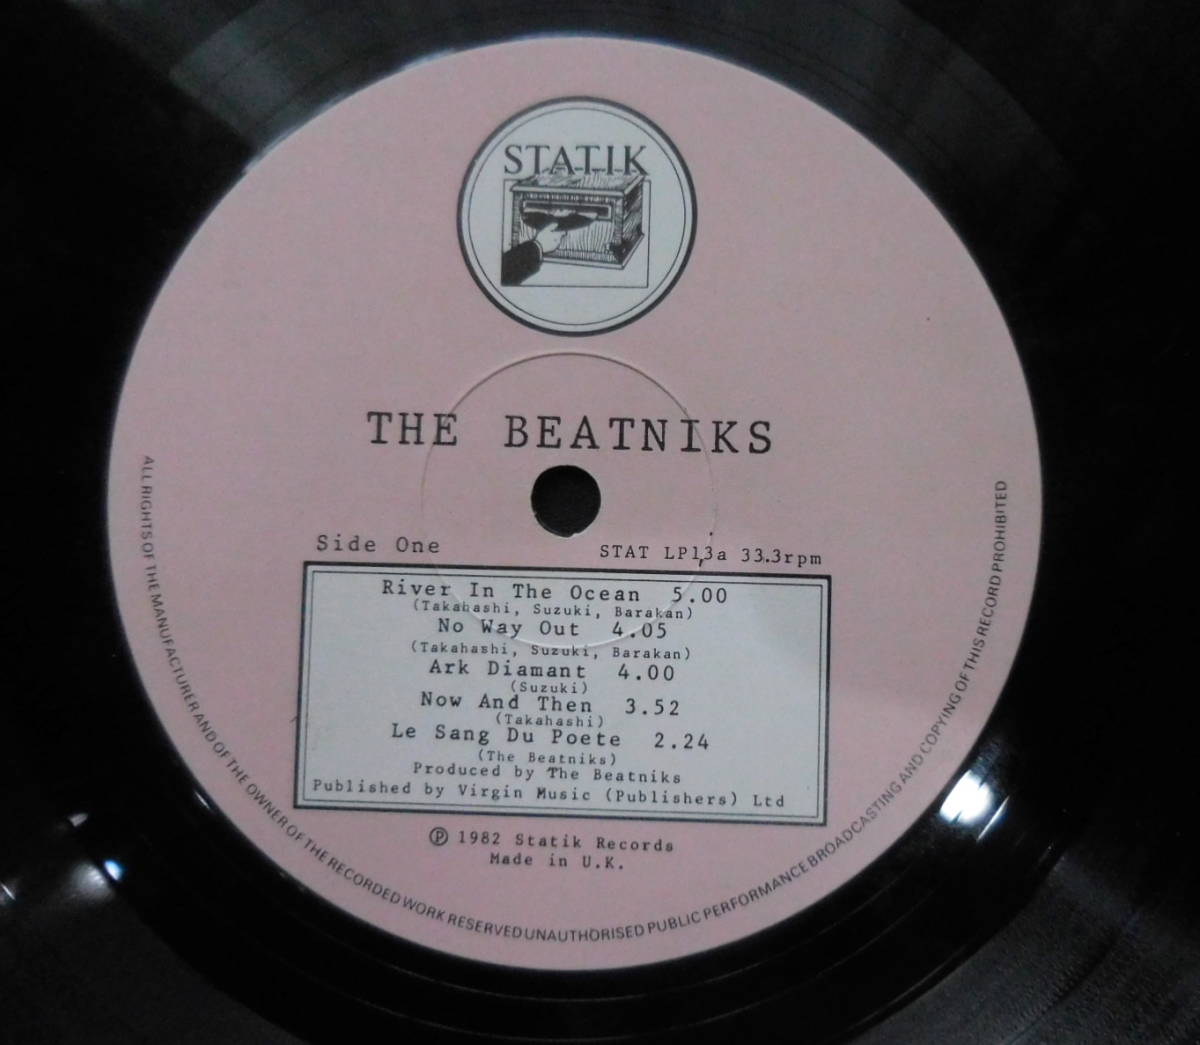 STATIK
THE BEATNIKS
Side One
STAT LP13a 33.3rpm
River In The Ocean 5.00
(Takahashi, Suzuki, Barakan)
No Way Out 4.05
(Takahashi, Suzuki, Barakan)
Ark Diamant 4.00
(Suzuki)
Now And Then 3.52
(Takahashi)
Le Sang Du Poete 2.24
(The Beatniks)
Produced by The Beatniks
Published by Virgin Music (Publishers) Ltd
℗ 1982 Statik Records
Made in U.K.
ALL RIGHTS OF THE MANUFACTURER AND OF THE OWNER OF THE RECORDED WORK RESERVED UNAUTHORISED PUBLIC PERFORMANCE BROADCASTING AND COPYING OF THIS RECORD PROHIBITED